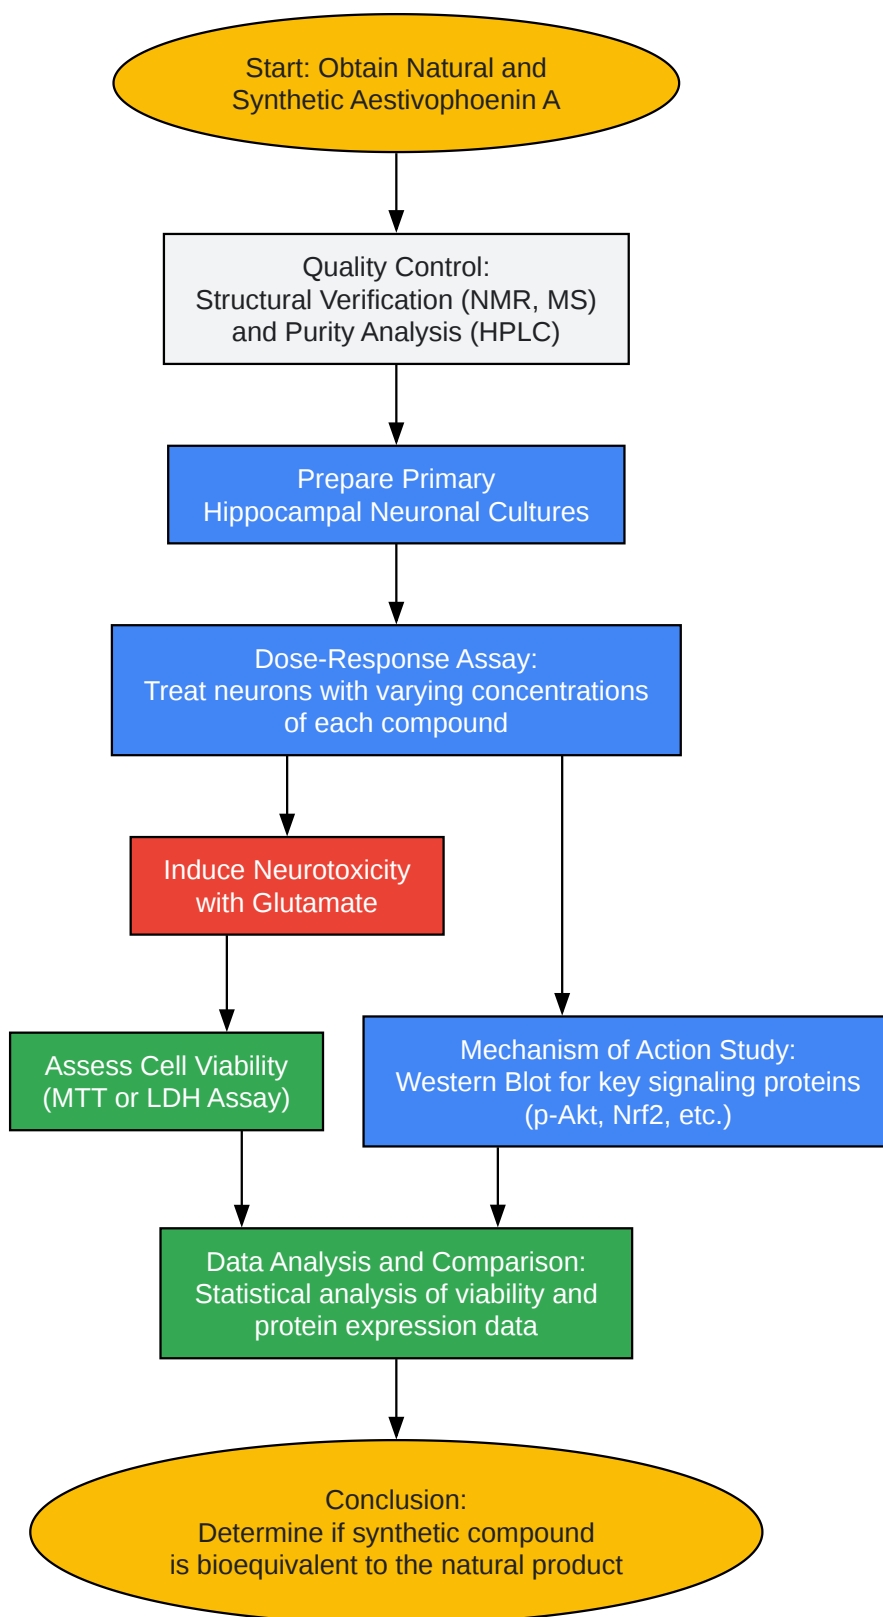 Start: Obtain Natural and
Synthetic Aestivophoenin A
Quality Control:
Structural Verification (NMR, MS)
and Purity Analysis (HPLC)
Prepare Primary
Hippocampal Neuronal Cultures
Dose-Response Assay:
Treat neurons with varying concentrations
of each compound
Induce Neurotoxicity
with Glutamate
Assess Cell Viability
(MTT or LDH Assay)
Mechanism of Action Study:
Western Blot for key signaling proteins
(p-Akt, Nrf2, etc.)
Data Analysis and Comparison:
Statistical analysis of viability and
protein expression data
Conclusion:
Determine if synthetic compound
is bioequivalent to the natural product